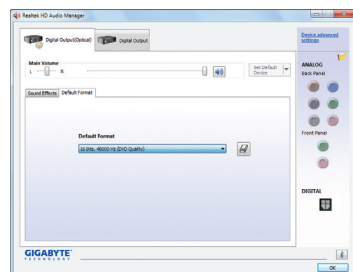 Realtek HD Audio Manager
Digital Output(Optical)
Digital Output
Device advanced settings
Main Volume
L
R
Set Default Device
ANALOG
Back Panel
Sound Effects
Default Format
Default Format
16 Bits, 48000 Hz (DVD Quality)
Front Panel
DIGITAL
GIGABYTE
TECHNOLOGY
OK